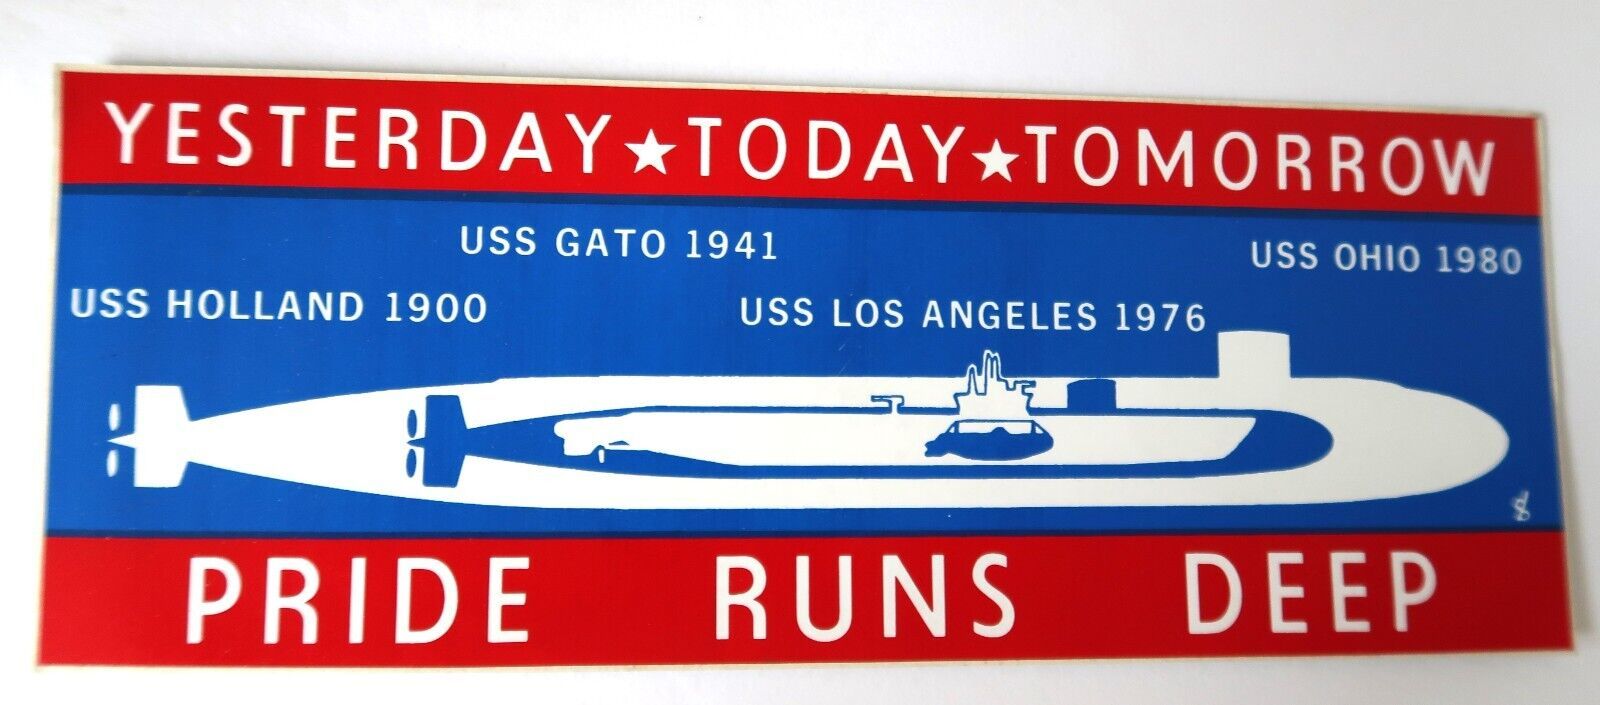 YESTERDAY★TODAY★TOMORROW
USS GATO 1941
USS OHIO 1980
USS HOLLAND 1900
USS LOS ANGELES 1976
PRIDE RUNS DEEP